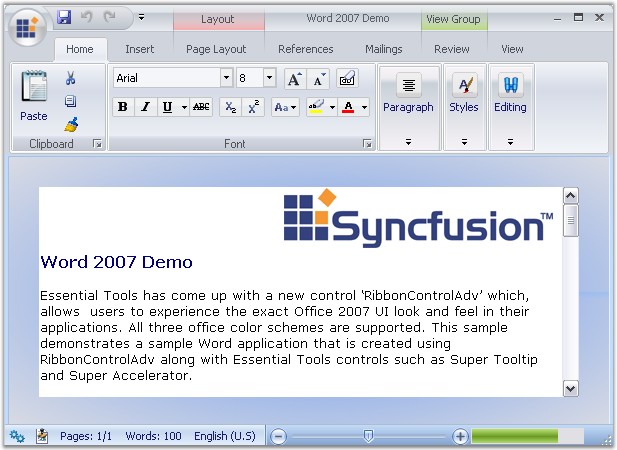 Layout Word 2007 Demo View Group
Home Insert Page Layout References Mailings Review View
Arial 8 A A
Paste B I U ABC X2 X2 Aa ab A Paragraph Styles Editing
Clipboard Font
Syncfusion™
Word 2007 Demo
Essential Tools has come up with a new control 'RibbonControlAdv' which,
allows users to experience the exact Office 2007 UI look and feel in their
applications. All three office color schemes are supported. This sample
demonstrates a sample Word application that is created using
RibbonControlAdv along with Essential Tools controls such as Super Tooltip
and Super Accelerator.
Pages: 1/1 Words: 100 English (U.S)